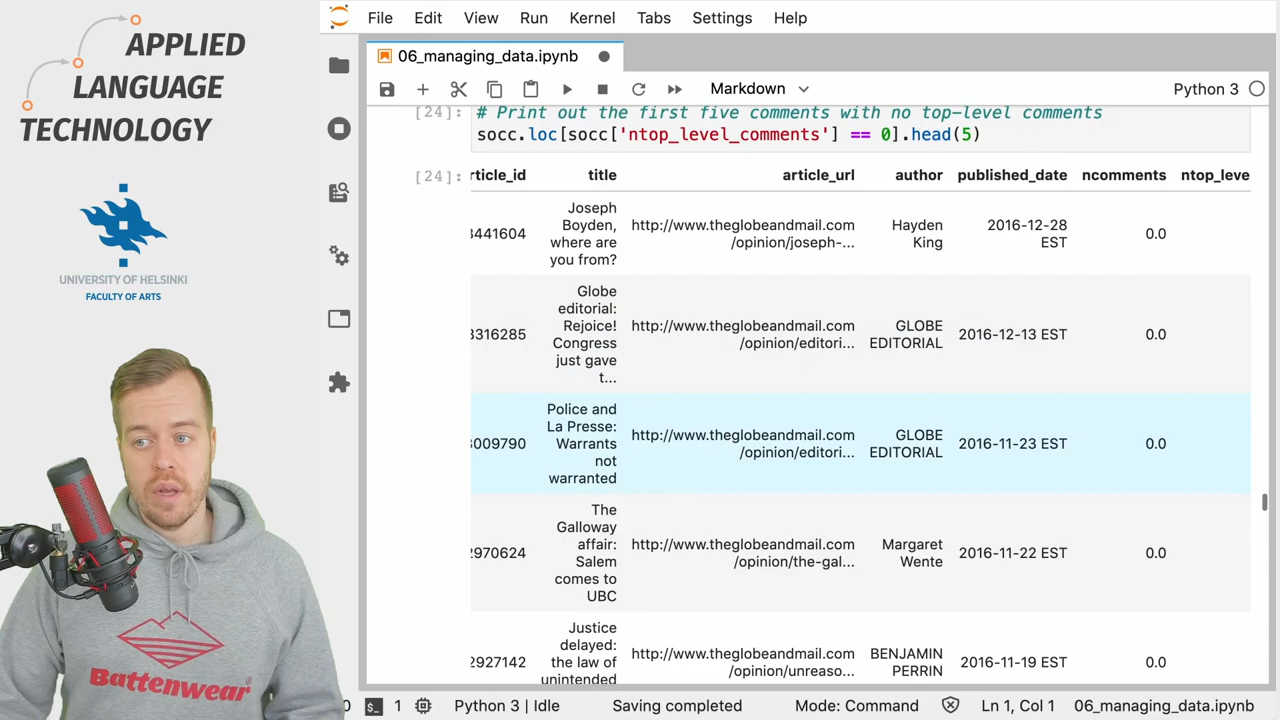 APPLIED
LANGUAGE
TECHNOLOGY
UNIVERSITY OF HELSINKI
FACULTY OF ARTS
Battenwear
File Edit View Run Kernel Tabs Settings Help
06_managing_data.ipynb
Markdown
Python 3
[24]: # Print out the first five comments with no top-level comments
socc.loc[socc['ntop_level_comments'] == 0].head(5)
[24]: rticle_id title article_url author published_date ncomments ntop_leve
Joseph
Boyden,
where are
you from?
3441604
http://www.theglobeandmail.com
/opinion/joseph-...
Hayden
King
2016-12-28
EST
0.0
Globe
editorial:
Rejoice!
Congress
just gave
t...
3316285
http://www.theglobeandmail.com
/opinion/editori...
GLOBE
EDITORIAL
2016-12-13 EST
0.0
Police and
La Presse:
Warrants
not
warranted
3009790
http://www.theglobeandmail.com
/opinion/editori...
GLOBE
EDITORIAL
2016-11-23 EST
0.0
The
Galloway
affair:
Salem
comes to
UBC
2970624
http://www.theglobeandmail.com
/opinion/the-gal...
Margaret
Wente
2016-11-22 EST
0.0
Justice
delayed:
the law of
unintended
2927142
http://www.theglobeandmail.com
/opinion/unreaso...
BENJAMIN
PERRIN
2016-11-19 EST
0.0
0 1 Python 3 | Idle Saving completed Mode: Command Ln 1, Col 1 06_managing_data.ipynb